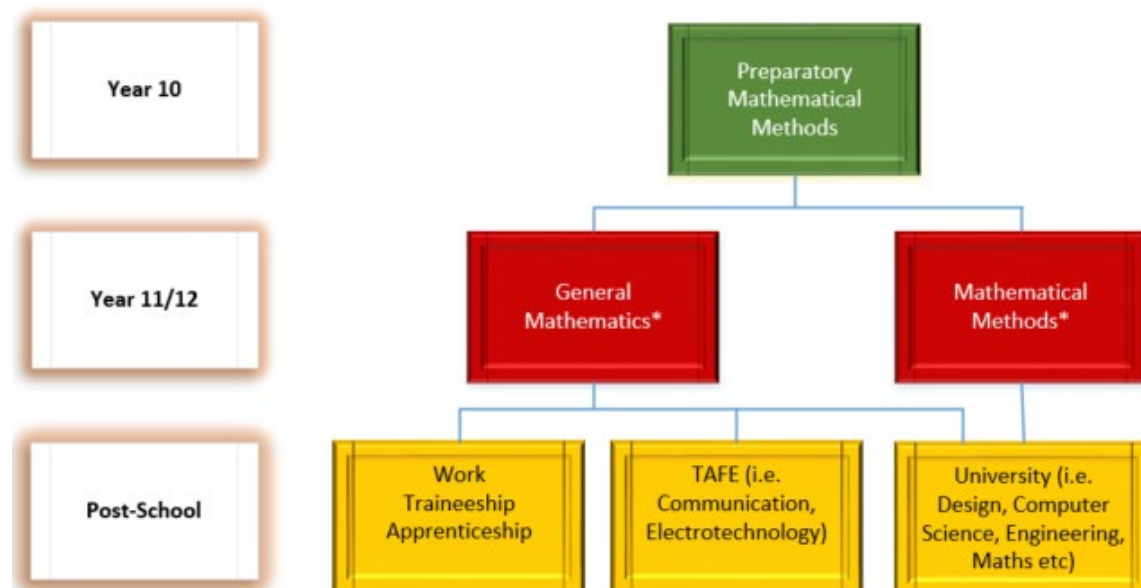 Year 10
Preparatory
Mathematical
Methods
Year 11/12
General
Mathematics*
Mathematical
Methods*
Post-School
Work
Traineeship
Apprenticeship
TAFE (i.e.
Communication,
Electrotechnology)
University (i.e.
Design, Computer
Science, Engineering,
Maths etc)